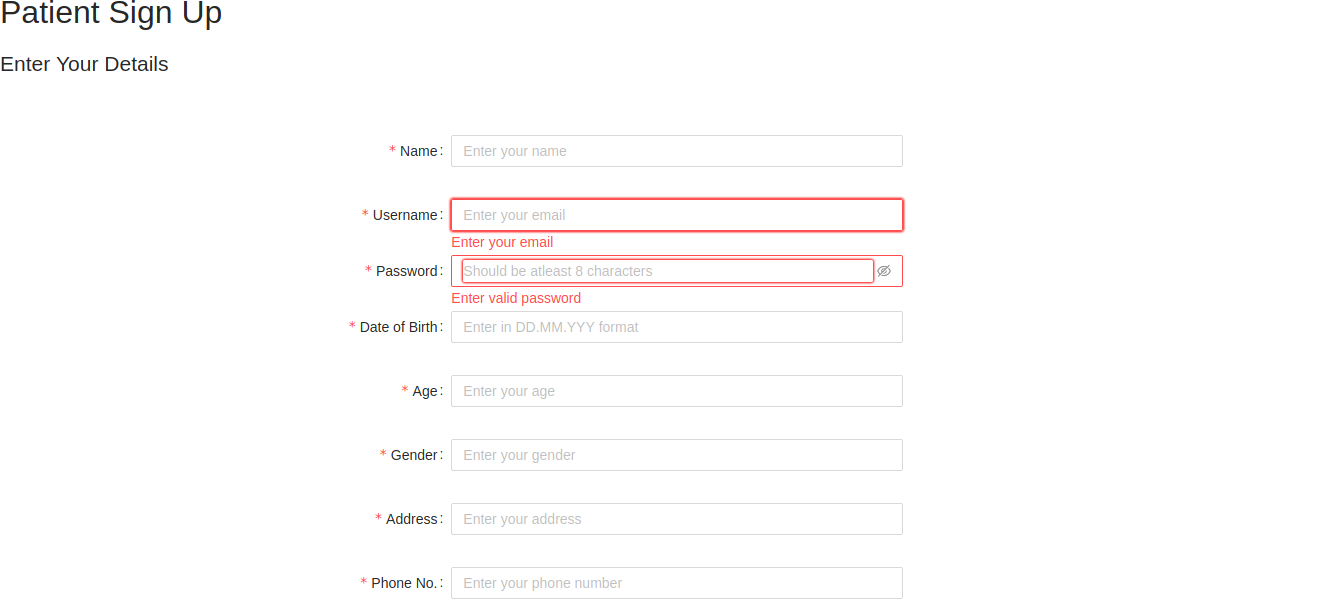 Patient Sign Up
Enter Your Details
* Name: Enter your name
* Username: Enter your email
Enter your email
* Password: Should be atleast 8 characters
Enter valid password
* Date of Birth: Enter in DD.MM.YYY format
* Age: Enter your age
* Gender: Enter your gender
* Address: Enter your address
* Phone No.: Enter your phone number